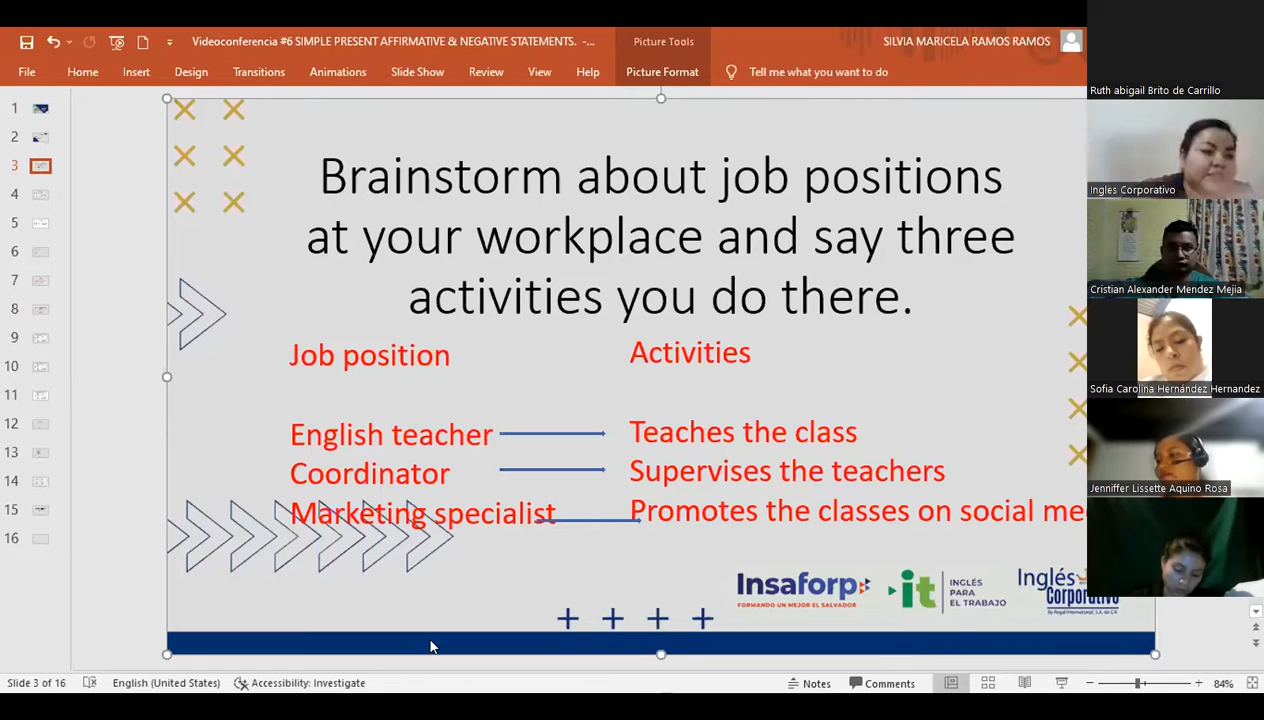 Videoconferencia #6 SIMPLE PRESENT AFFIRMATIVE & NEGATIVE STATEMENTS. -...
Picture Tools
SILVIA MARICELA RAMOS RAMOS
File Home Insert Design Transitions Animations Slide Show Review View Help Picture Format Tell me what you want to do
Ruth abigail Brito de Carrillo
Ingles Corporativo
Cristian Alexander Mendez Mejia
Sofia Carolina Hernández Hernandez
Jenniffer Lissette Aquino Rosa
1
2
3
4
5
6
7
8
9
10
11
12
13
14
15
16
Brainstorm about job positions
at your workplace and say three
activities you do there.
Job position Activities
English teacher Teaches the class
Coordinator Supervises the teachers
Marketing specialist Promotes the classes on social me
Insaforp
FORMANDO UN MEJOR EL SALVADOR
it INGLÉS
PARA
EL TRABAJO
Inglés
Corporativo
Slide 3 of 16 English (United States) Accessibility: Investigate Notes Comments 84%